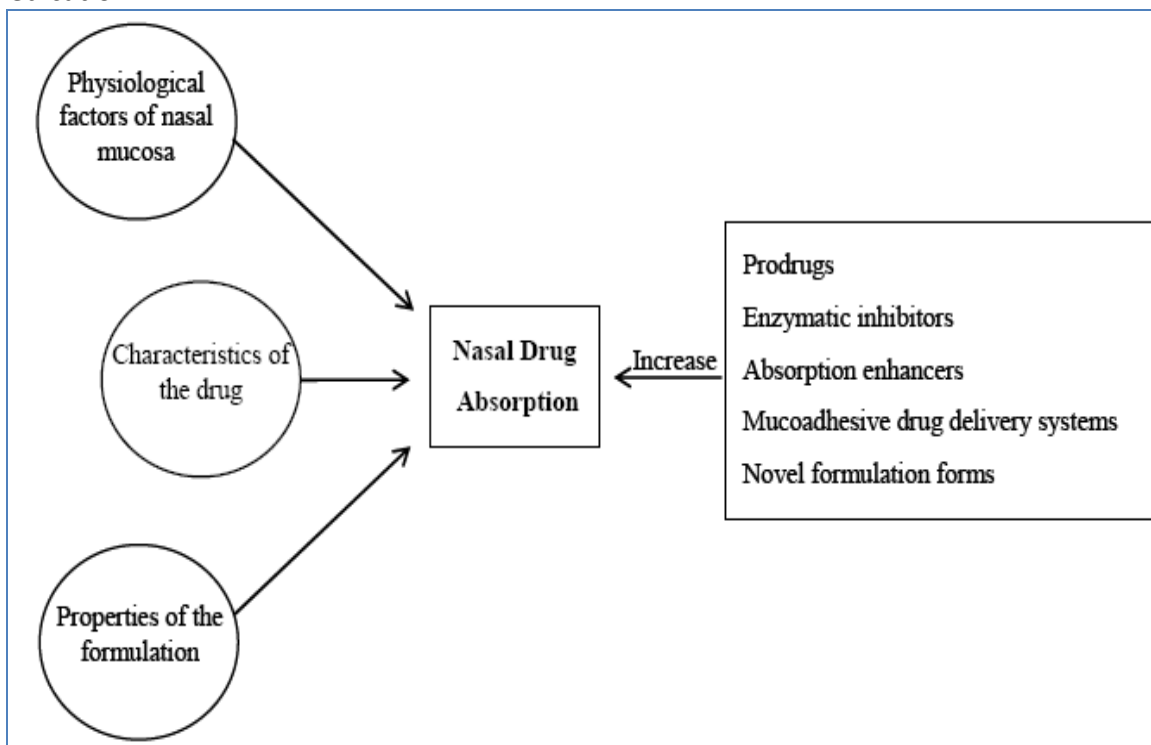 Physiological
factors of nasal
mucosa
Characteristics of
the drug
Properties of the
formulation
Nasal Drug
Absorption
Increase
Prodrugs
Enzymatic inhibitors
Absorption enhancers
Mucoadhesive drug delivery systems
Novel formulation forms